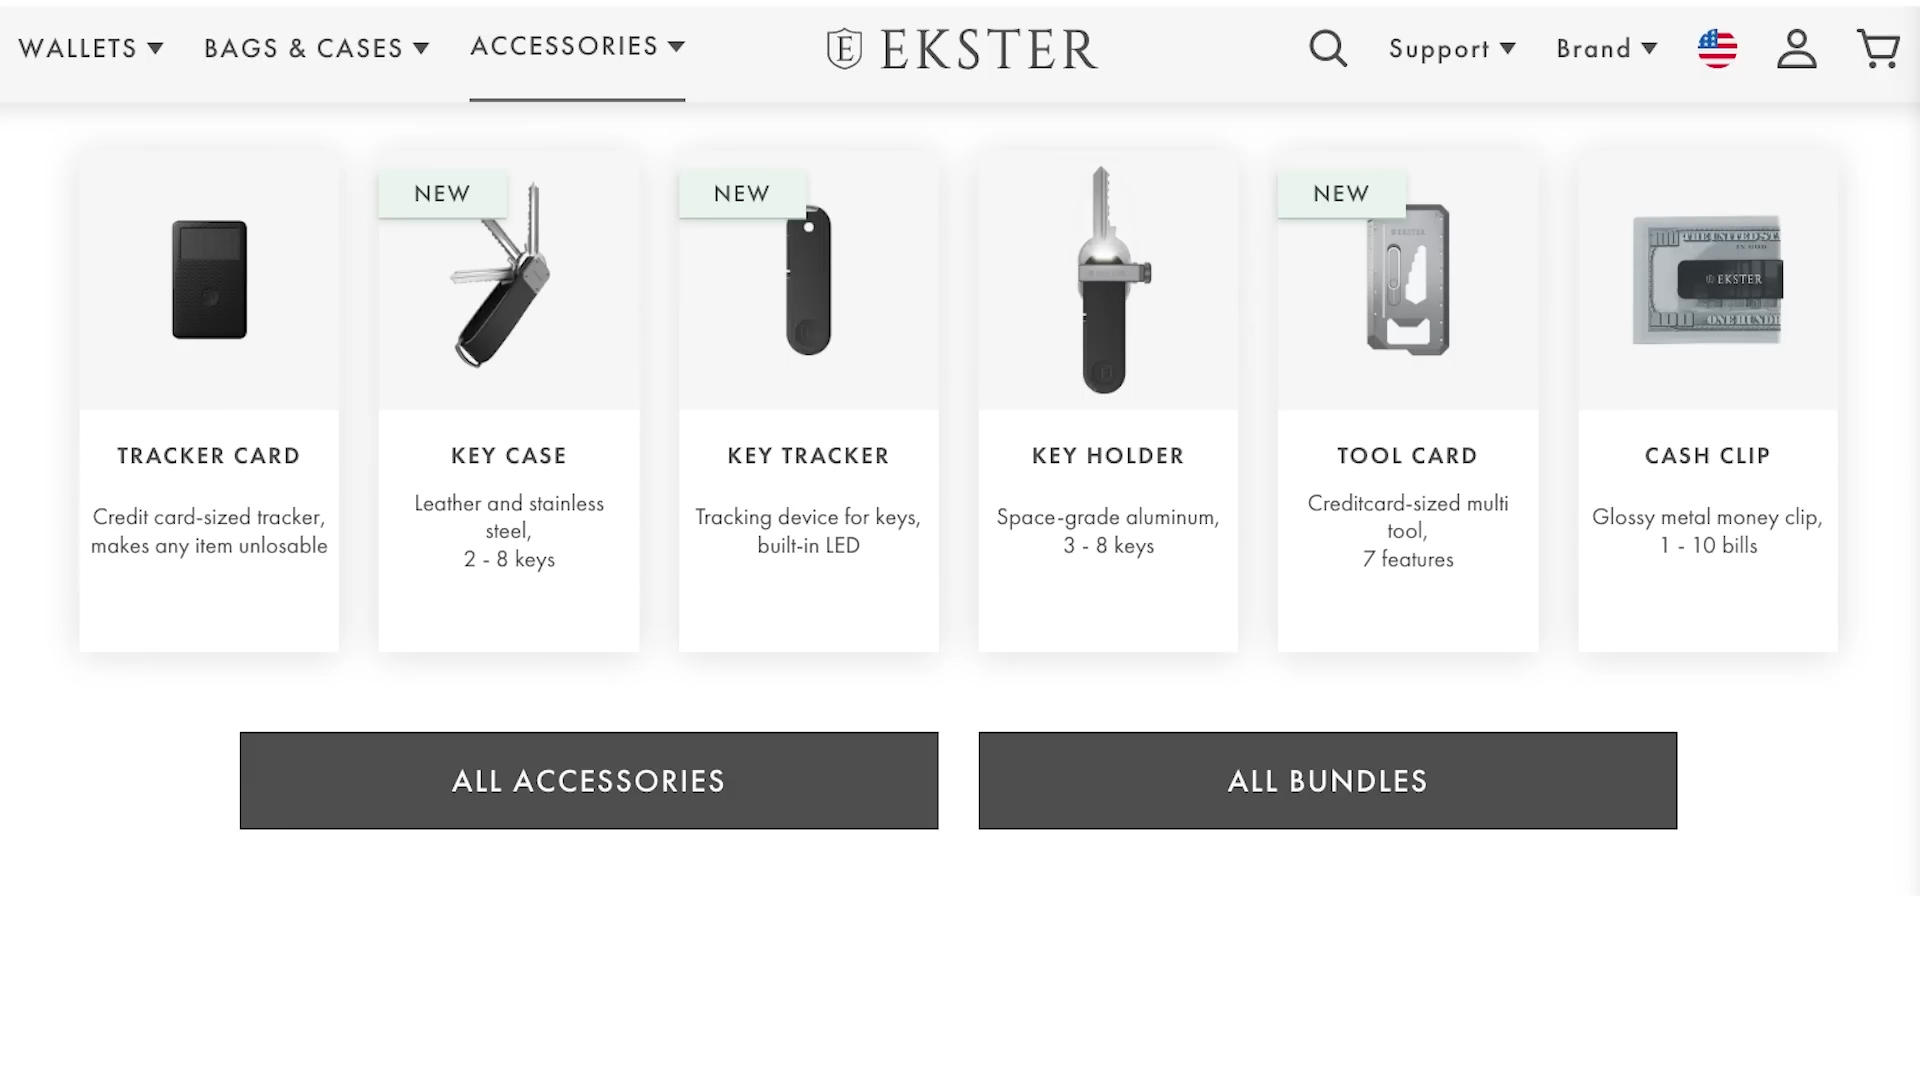 WALLETS
BAGS & CASES
ACCESSORIES
EKSTER
Support
Brand
NEW
NEW
NEW
EKSTER
EKSTER
TRACKER CARD
Credit card-sized tracker,
makes any item unlosable
KEY CASE
Leather and stainless
steel,
2 - 8 keys
KEY TRACKER
Tracking device for keys,
built-in LED
KEY HOLDER
Space-grade aluminum,
3 - 8 keys
TOOL CARD
Creditcard-sized multi
tool,
7 features
CASH CLIP
Glossy metal money clip,
1 - 10 bills
ALL ACCESSORIES
ALL BUNDLES